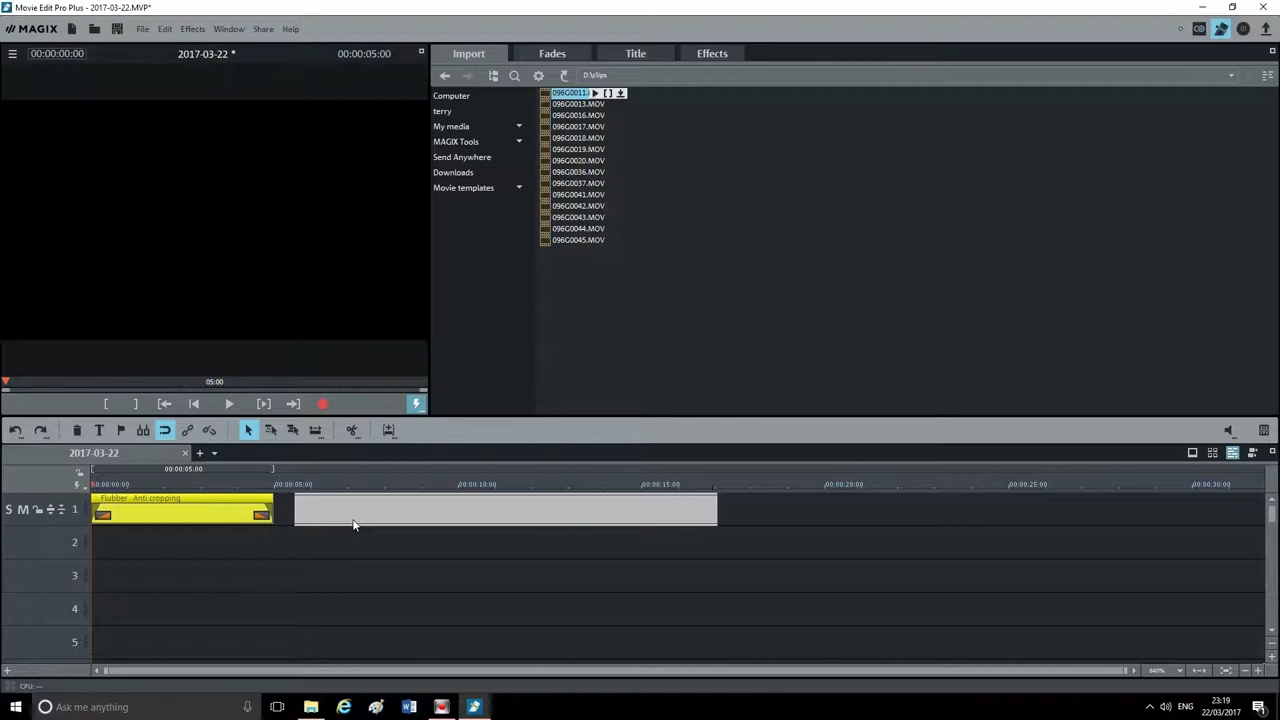 Movie Edit Pro Plus - 2017-03-22.MVP*
MAGIX File Edit Effects Window Share Help
00:00:00:00 2017-03-22 * 00:00:05:00
Import Fades Title Effects
D:\clips
Computer
terry
My media
MAGIX Tools
Send Anywhere
Downloads
Movie templates
096G0011.
096G0013.MOV
096G0016.MOV
096G0017.MOV
096G0018.MOV
096G0019.MOV
096G0020.MOV
096G0036.MOV
096G0037.MOV
096G0041.MOV
096G0042.MOV
096G0043.MOV
096G0044.MOV
096G0045.MOV
05:00
2017-03-22
00:00:05:00
00:00:00:00 00:00:05:00 00:00:10:00 00:00:15:00 00:00:20:00 00:00:25:00 00:00:30:00
Flubber Anti cropping
S M 1
2
3
4
5
640%
CPU: —
Ask me anything
ENG
23:19
22/03/2017